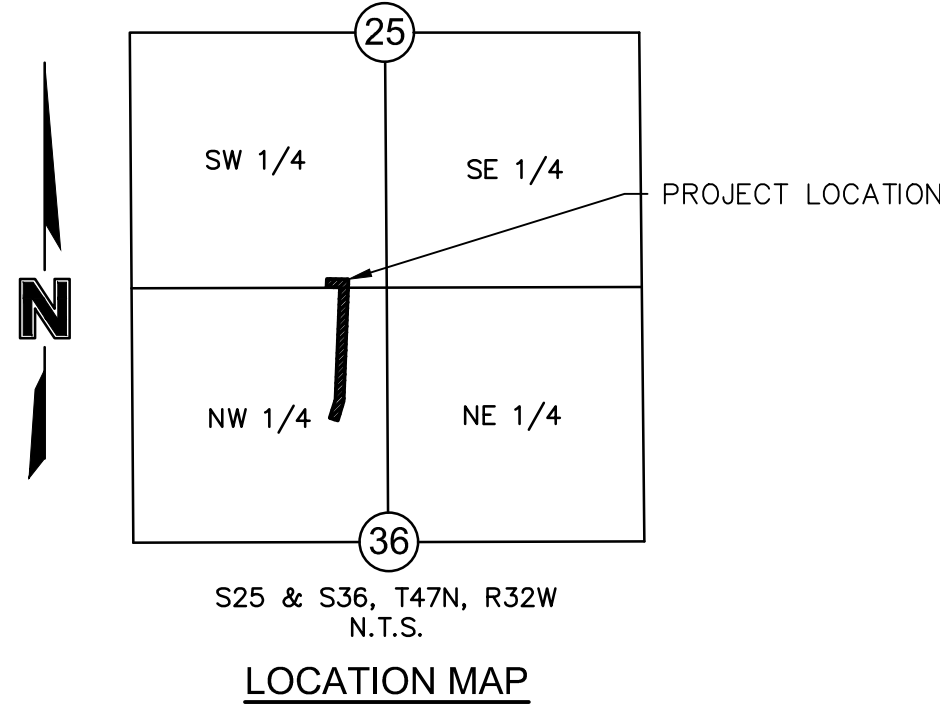 25
SW 1/4
SE 1/4
PROJECT LOCATION
N
NW 1/4
NE 1/4
36
S25 & S36, T47N, R32W
N.T.S.
LOCATION MAP